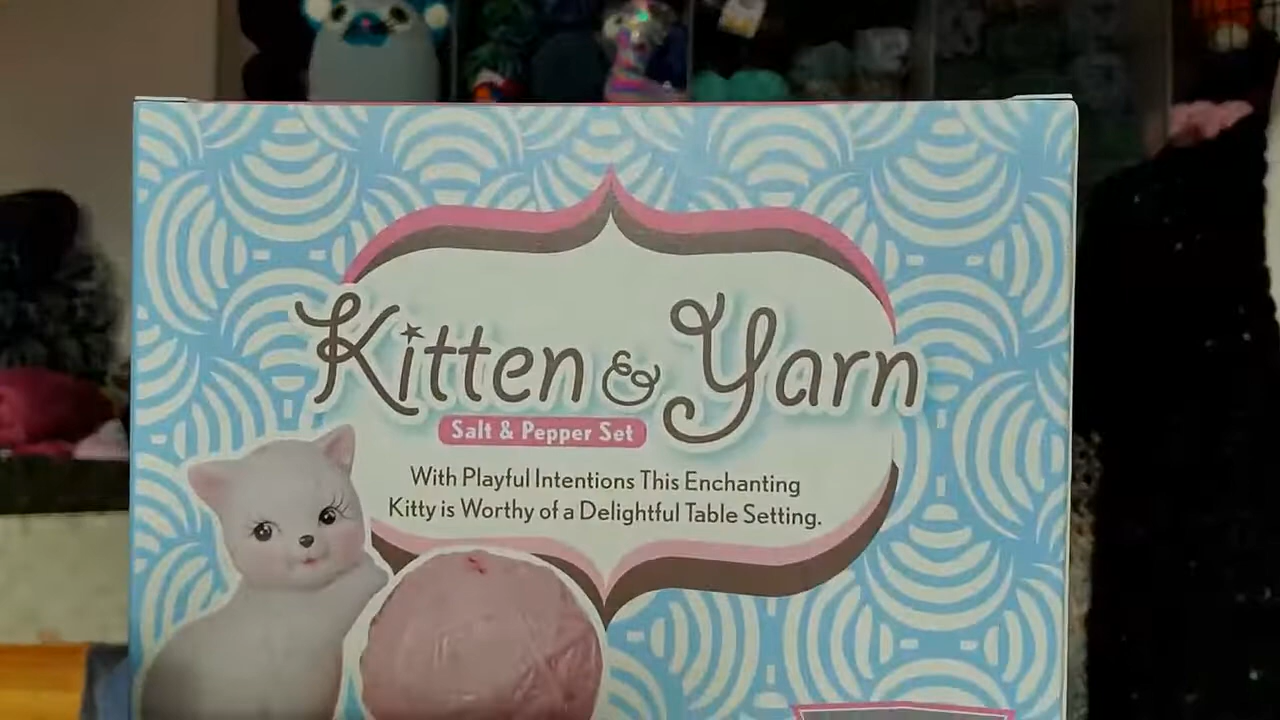 Kitten & Yarn
Salt & Pepper Set
With Playful Intentions This Enchanting
Kitty is Worthy of a Delightful Table Setting.